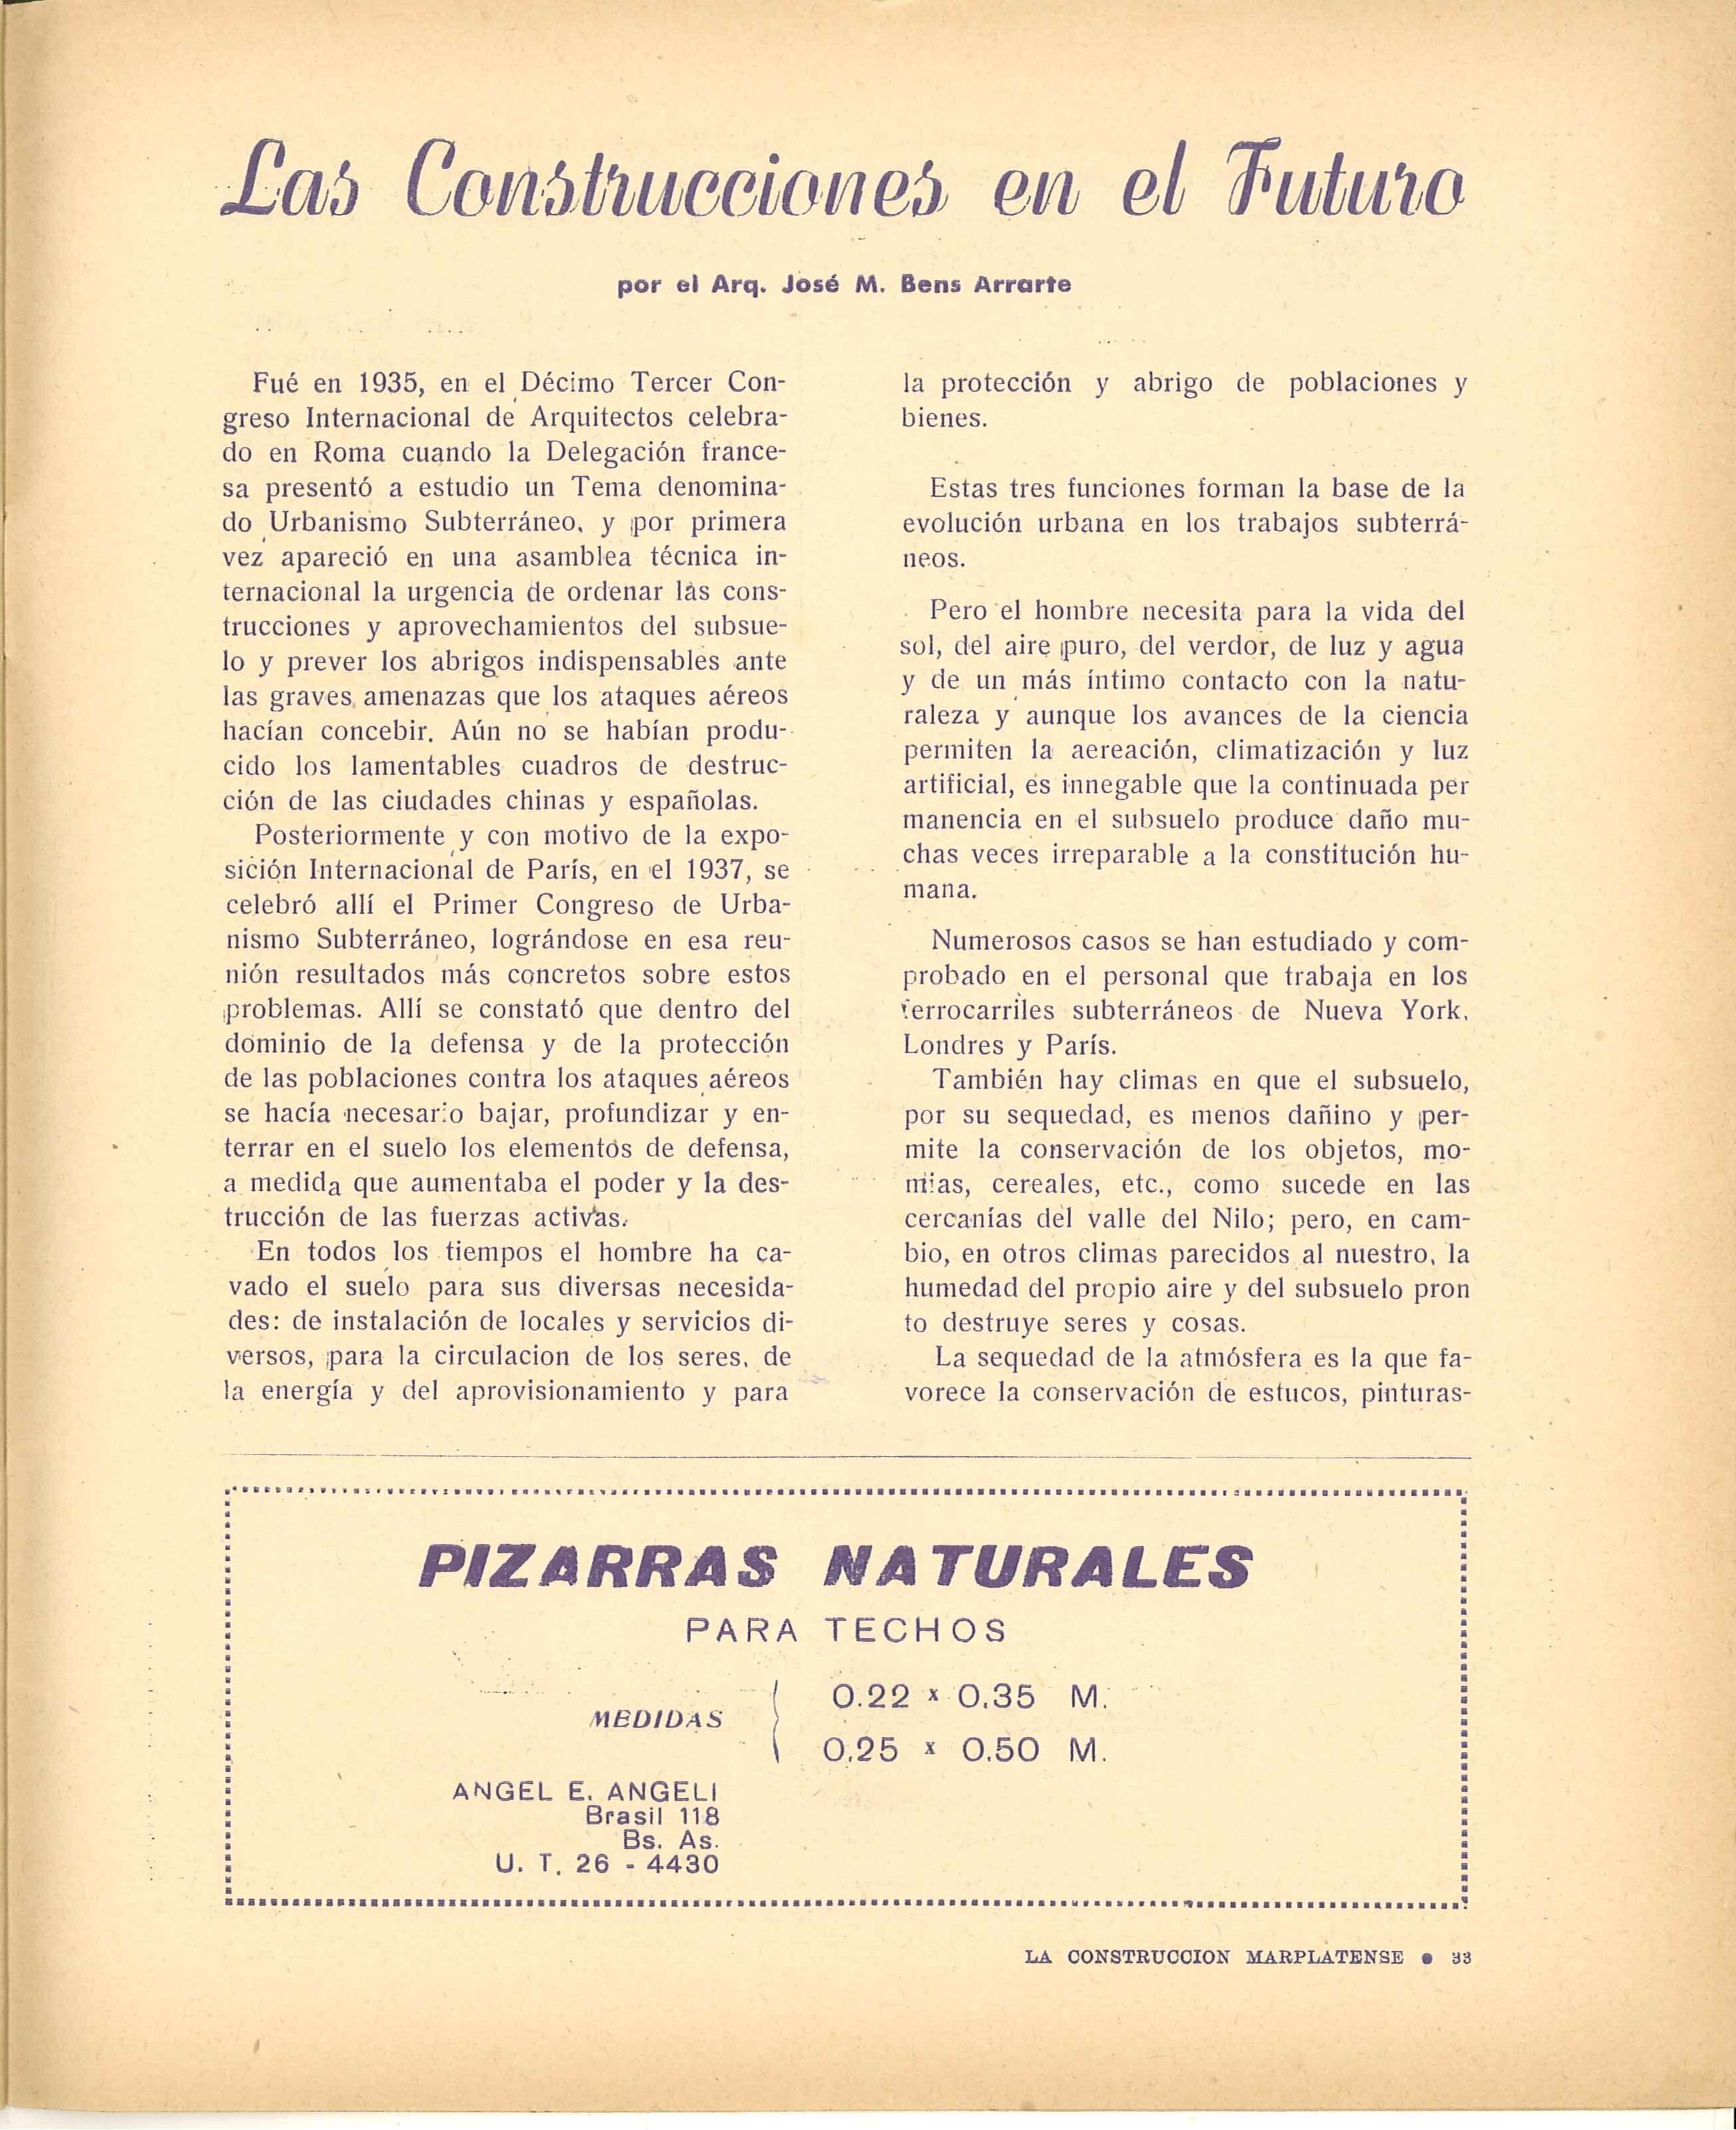 Las Construcciones en el Futuro
por el Arq. José M. Bens Arrarte
Fué en 1935, en el Décimo Tercer Con-
greso Internacional de Arquitectos celebra-
do en Roma cuando la Delegación france-
sa presentó a estudio un Tema denomina-
do Urbanismo Subterráneo, y por primera
vez apareció en una asamblea técnica in-
ternacional la urgencia de ordenar las cons-
trucciones y aprovechamientos del subsue-
lo y prever los abrigos indispensables ante
las graves amenazas que los ataques aéreos
hacían concebir. Aún no se habían produ-
cido los lamentables cuadros de destruc-
ción de las ciudades chinas y españolas.
Posteriormente y con motivo de la expo-
sición Internacional de París, en el 1937, se
celebró allí el Primer Congreso de Urba-
nismo Subterráneo, lográndose en esa reu-
nión resultados más concretos sobre estos
problemas. Allí se constató que dentro del
dominio de la defensa y de la protección
de las poblaciones contra los ataques aéreos
se hacía necesario bajar, profundizar y en-
terrar en el suelo los elementos de defensa,
a medida que aumentaba el poder y la des-
trucción de las fuerzas activas.
En todos los tiempos el hombre ha ca-
vado el suelo para sus diversas necesida-
des: de instalación de locales y servicios di-
versos, para la circulacion de los seres, de
la energía y del aprovisionamiento y para
la protección y abrigo de poblaciones y
bienes.
Estas tres funciones forman la base de la
evolución urbana en los trabajos subterrá-
neos.
Pero el hombre necesita para la vida del
sol, del aire puro, del verdor, de luz y agua
y de un más íntimo contacto con la natu-
raleza y aunque los avances de la ciencia
permiten la aereación, climatización y luz
artificial, es innegable que la continuada per
manencia en el subsuelo produce daño mu-
chas veces irreparable a la constitución hu-
mana.
Numerosos casos se han estudiado y com-
probado en el personal que trabaja en los
ferrocarriles subterráneos de Nueva York,
Londres y París.
También hay climas en que el subsuelo,
por su sequedad, es menos dañino y per-
mite la conservación de los objetos, mo-
mias, cereales, etc., como sucede en las
cercanías del valle del Nilo; pero, en cam-
bio, en otros climas parecidos al nuestro, la
humedad del propio aire y del subsuelo pron
to destruye seres y cosas.
La sequedad de la atmósfera es la que fa-
vorece la conservación de estucos, pinturas-
PIZARRAS NATURALES
PARA TECHOS
MEDIDAS
0.22 x 0.35 M.
0.25 x 0.50 M.
ANGEL E. ANGELI
Brasil 118
Bs. As.
U. T. 26 - 4430
LA CONSTRUCCION MARPLATENSE ● 33